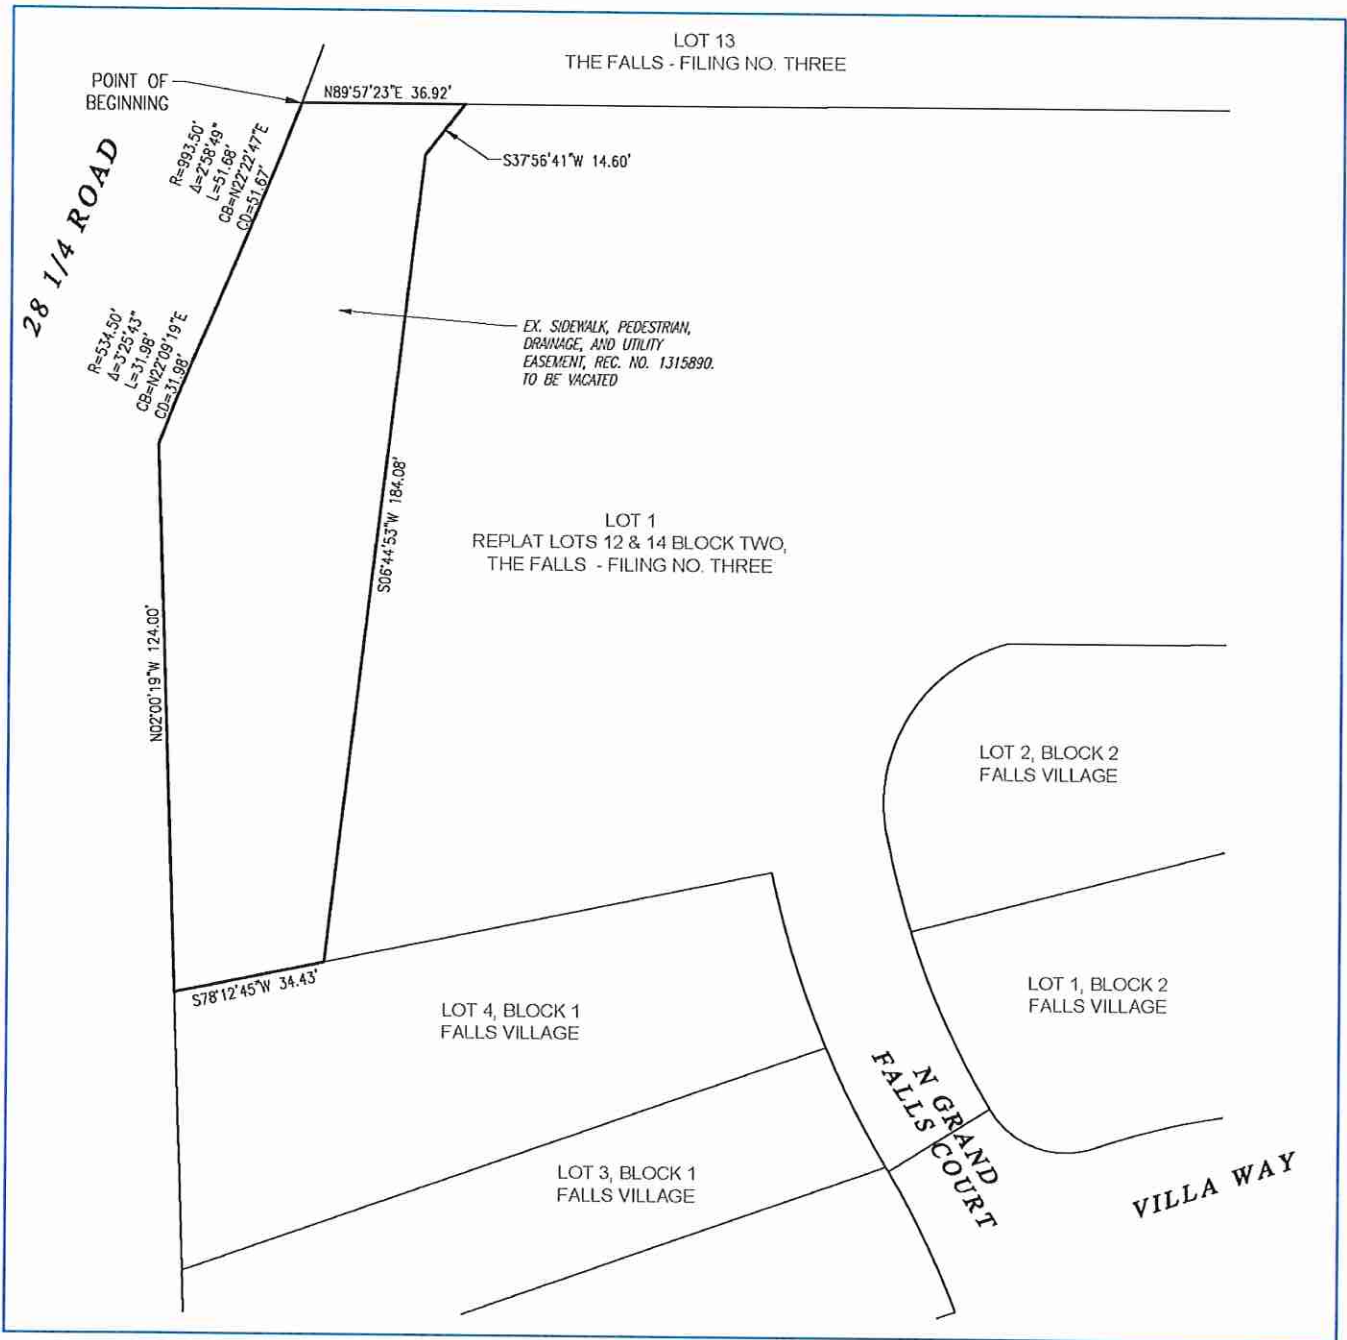 LOT 13
THE FALLS - FILING NO. THREE
POINT OF
BEGINNING
N89°57'23"E 36.92'
R=993.50'
Δ=2°58'49"
L=51.68'
CB=N22°22'47"E
CD=51.67'
S37°56'41"W 14.60'
28 1/4 ROAD
R=534.50'
Δ=3°25'43"
L=31.98'
CB=N22°09'19"E
CD=31.98'
EX. SIDEWALK, PEDESTRIAN,
DRAINAGE, AND UTILITY
EASEMENT, REC. NO. 1315890.
TO BE VACATED
S06°44'53"W 184.08'
LOT 1
REPLAT LOTS 12 & 14 BLOCK TWO,
THE FALLS - FILING NO. THREE
N02°00'19"W 124.00'
LOT 2, BLOCK 2
FALLS VILLAGE
S78°12'45"W 34.43'
LOT 4, BLOCK 1
FALLS VILLAGE
LOT 1, BLOCK 2
FALLS VILLAGE
N GRAND
FALLS COURT
LOT 3, BLOCK 1
FALLS VILLAGE
VILLA WAY